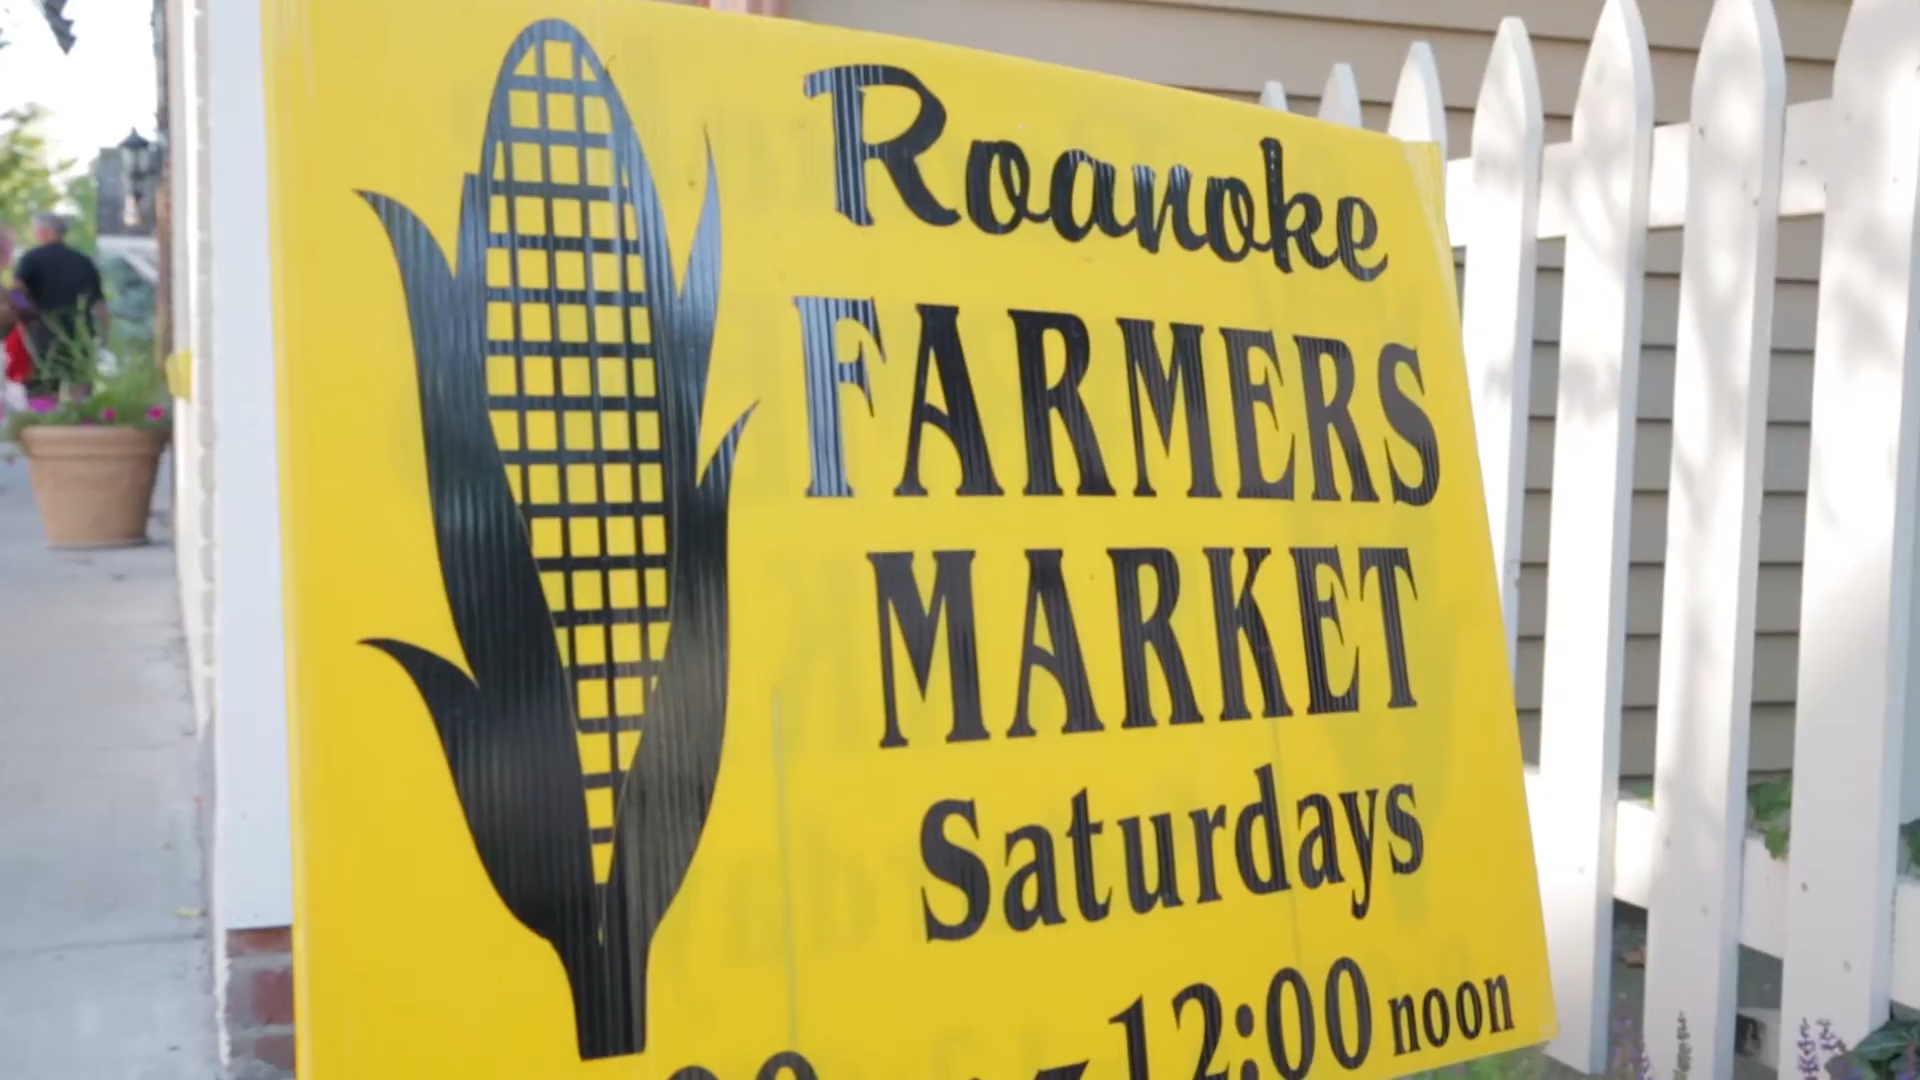 Roanoke
FARMERS
MARKET
Saturdays
- 12:00 noon